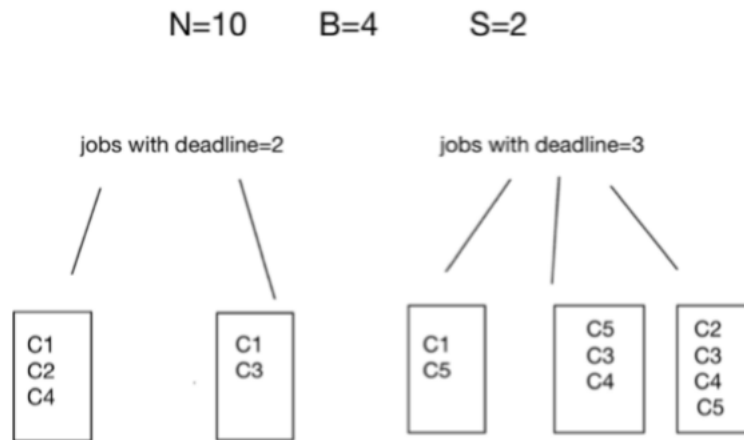 N=10 B=4 S=2
jobs with deadline=2 jobs with deadline=3
C1
C2
C4
C1
C3
C1
C5
C5
C3
C4
C2
C3
C4
C5